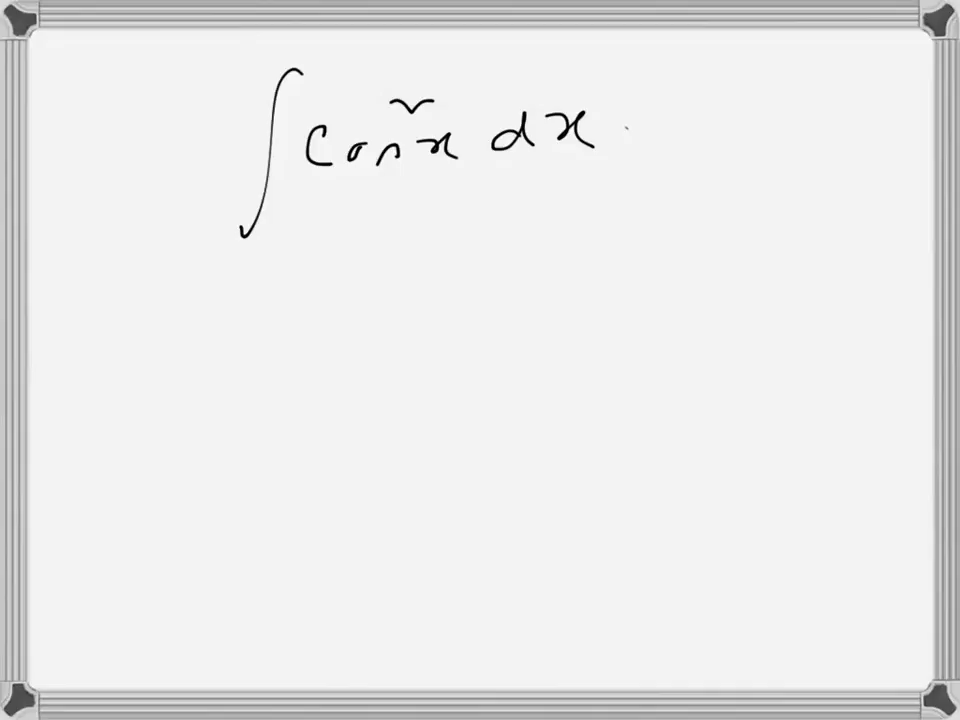 ∫ cos²x dx